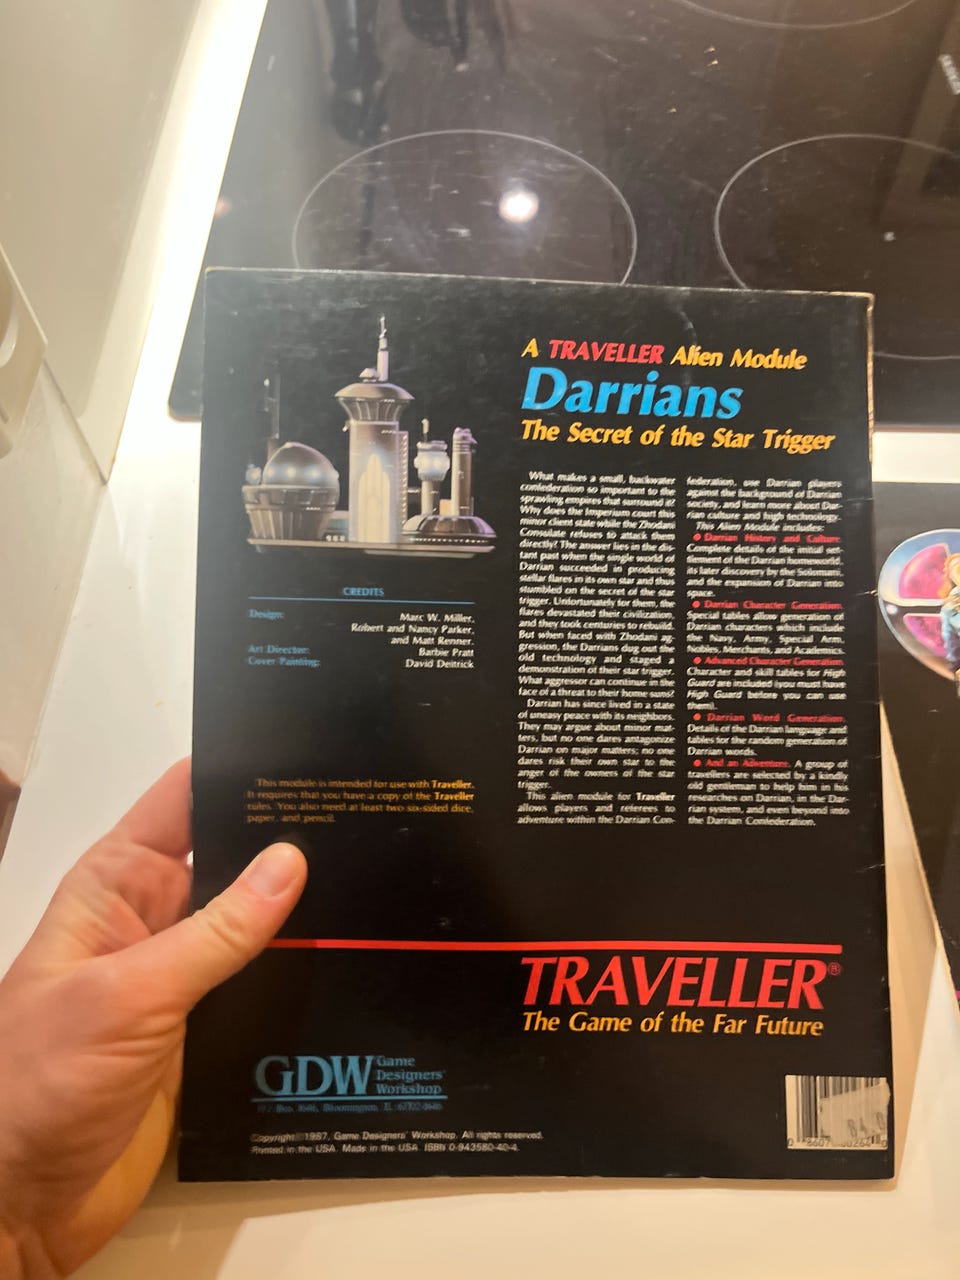 A TRAVELLER Alien Module
Darrians
The Secret of the Star Trigger
What makes a small, backwater
confederation so important to the
sprawling empires that surround it?
Why does the Imperium court this
minor client state while the Zhodani
Consulate refuses to attack them
directly? The answer lies in the dis-
tant past when the single world of
Darrian succeeded in producing
stellar flares in its own star and thus
stumbled on the secret of the star
trigger. Unfortunately for them, the
flares devastated their civilization,
and they took centuries to rebuild.
But when faced with Zhodani ag-
gression, the Darrians dug out the
old technology and staged a
demonstration of their star trigger.
What aggressor can continue in the
face of a threat to their home suns?
Darrian has since lived in a state
of uneasy peace with its neighbors.
They may argue about minor mat-
ters, but no one dares antagonize
Darrian on major matters; no one
dares risk their own star to the
anger of the owners of the star
trigger.
This alien module for Traveller
allows players and referees to
adventure within the Darrian Con-
federation, use Darrian players
against the background of Darrian
society, and learn more about Dar-
rian culture and high technology.
This Alien Module includes:
● Darrian History and Culture.
Complete details of the initial set-
tlement of the Darrian homeworld,
its later discovery by the Solomani,
and the expansion of Darrian into
space.
● Darrian Character Generation.
Special tables allow generation of
Darrian characters which include
the Navy, Army, Special Arm,
Nobles, Merchants, and Academics.
● Advanced Character Generation.
Character and skill tables for High
Guard are included (you must have
High Guard before you can use
them).
● Darrian Word Generation.
Details of the Darrian language and
tables for the random generation of
Darrian words.
● And an Adventure. A group of
travellers are selected by a kindly
old gentleman to help him in his
researches on Darrian, in the Dar-
rian system, and even beyond into
the Darrian Confederation.
CREDITS
Design: Marc W. Miller,
Robert and Nancy Parker,
and Matt Renner.
Art Director: Barbie Pratt
Cover Painting: David Deitrick
This module is intended for use with Traveller.
It requires that you have a copy of the Traveller
rules. You also need at least two six-sided dice,
paper, and pencil.
TRAVELLER®
The Game of the Far Future
GDW Game
Designers'
Workshop
P.O. Box 1646, Bloomington, IL 61702-1646
Copyright©1987, Game Designers' Workshop. All rights reserved.
Printed in the USA. Made in the USA. ISBN 0-943580-40-4.